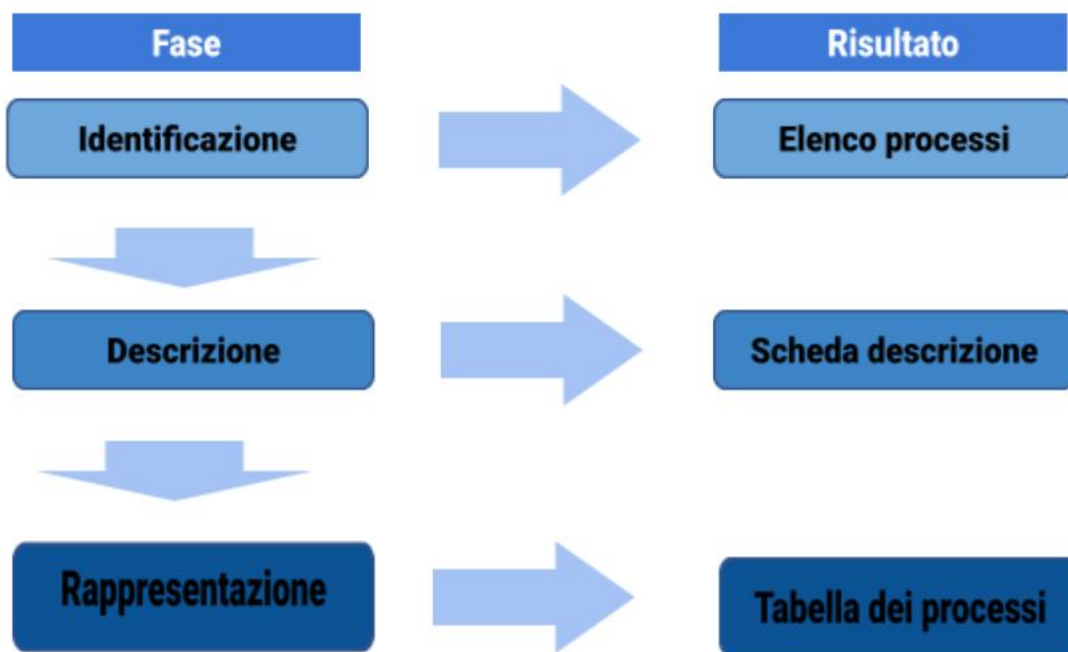 Fase
Risultato
Identificazione
Elenco processi
Descrizione
Scheda descrizione
Rappresentazione
Tabella dei processi